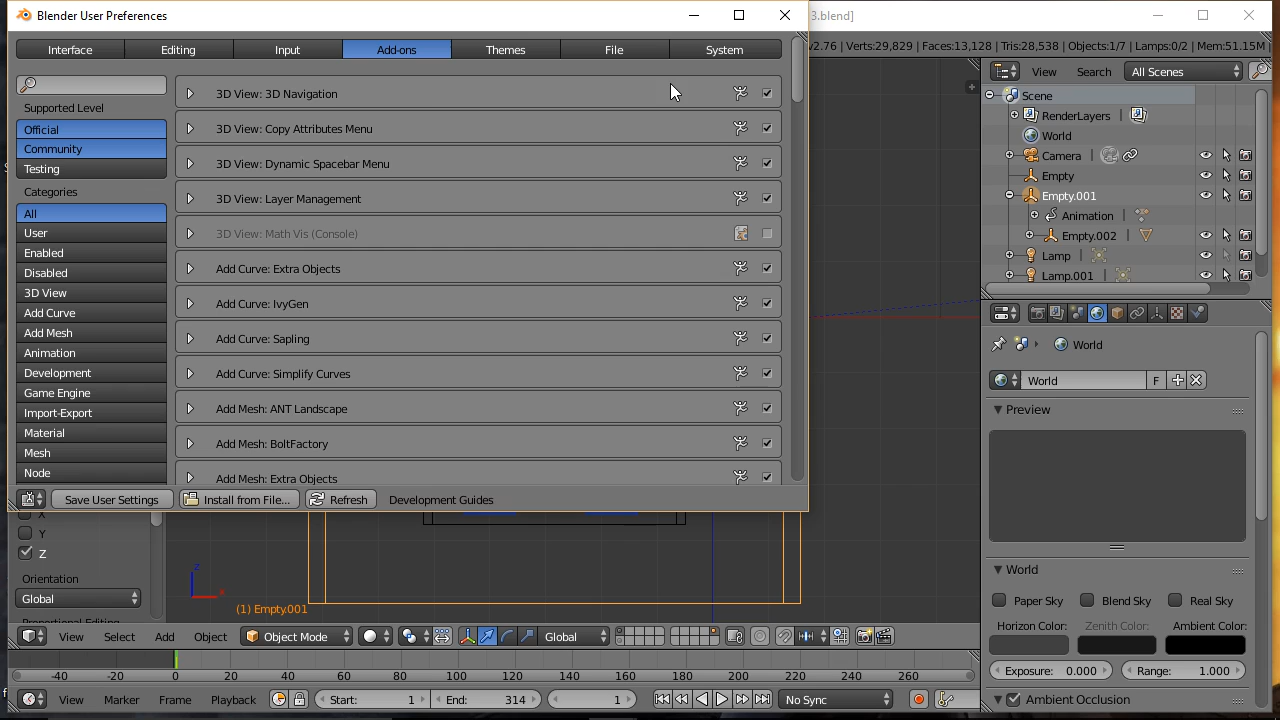 Blender User Preferences
3.blend]
Interface
Editing
Input
Add-ons
Themes
File
System
v2.76 | Verts:29,829 | Faces:13,128 | Tris:28,538 | Objects:1/7 | Lamps:0/2 | Mem:51.15M
View
Search
All Scenes
Supported Level
Official
Community
Testing
Categories
All
User
Enabled
Disabled
3D View
Add Curve
Add Mesh
Animation
Development
Game Engine
Import-Export
Material
Mesh
Node
3D View: 3D Navigation
3D View: Copy Attributes Menu
3D View: Dynamic Spacebar Menu
3D View: Layer Management
3D View: Math Vis (Console)
Add Curve: Extra Objects
Add Curve: IvyGen
Add Curve: Sapling
Add Curve: Simplify Curves
Add Mesh: ANT Landscape
Add Mesh: BoltFactory
Add Mesh: Extra Objects
Save User Settings
Install from File...
Refresh
Development Guides
Scene
RenderLayers
World
Camera
Empty
Empty.001
Animation
Empty.002
Lamp
Lamp.001
World
World
F
Preview
World
Paper Sky
Blend Sky
Real Sky
Horizon Color:
Zenith Color:
Ambient Color:
Exposure: 0.000
Range: 1.000
Ambient Occlusion
X
Y
Z
Orientation
Global
z
x
(1) Empty.001
View
Select
Add
Object
Object Mode
Global
-40 -20 0 20 40 60 80 100 120 140 160 180 200 220 240 260
View
Marker
Frame
Playback
Start: 1
End: 314
1
No Sync